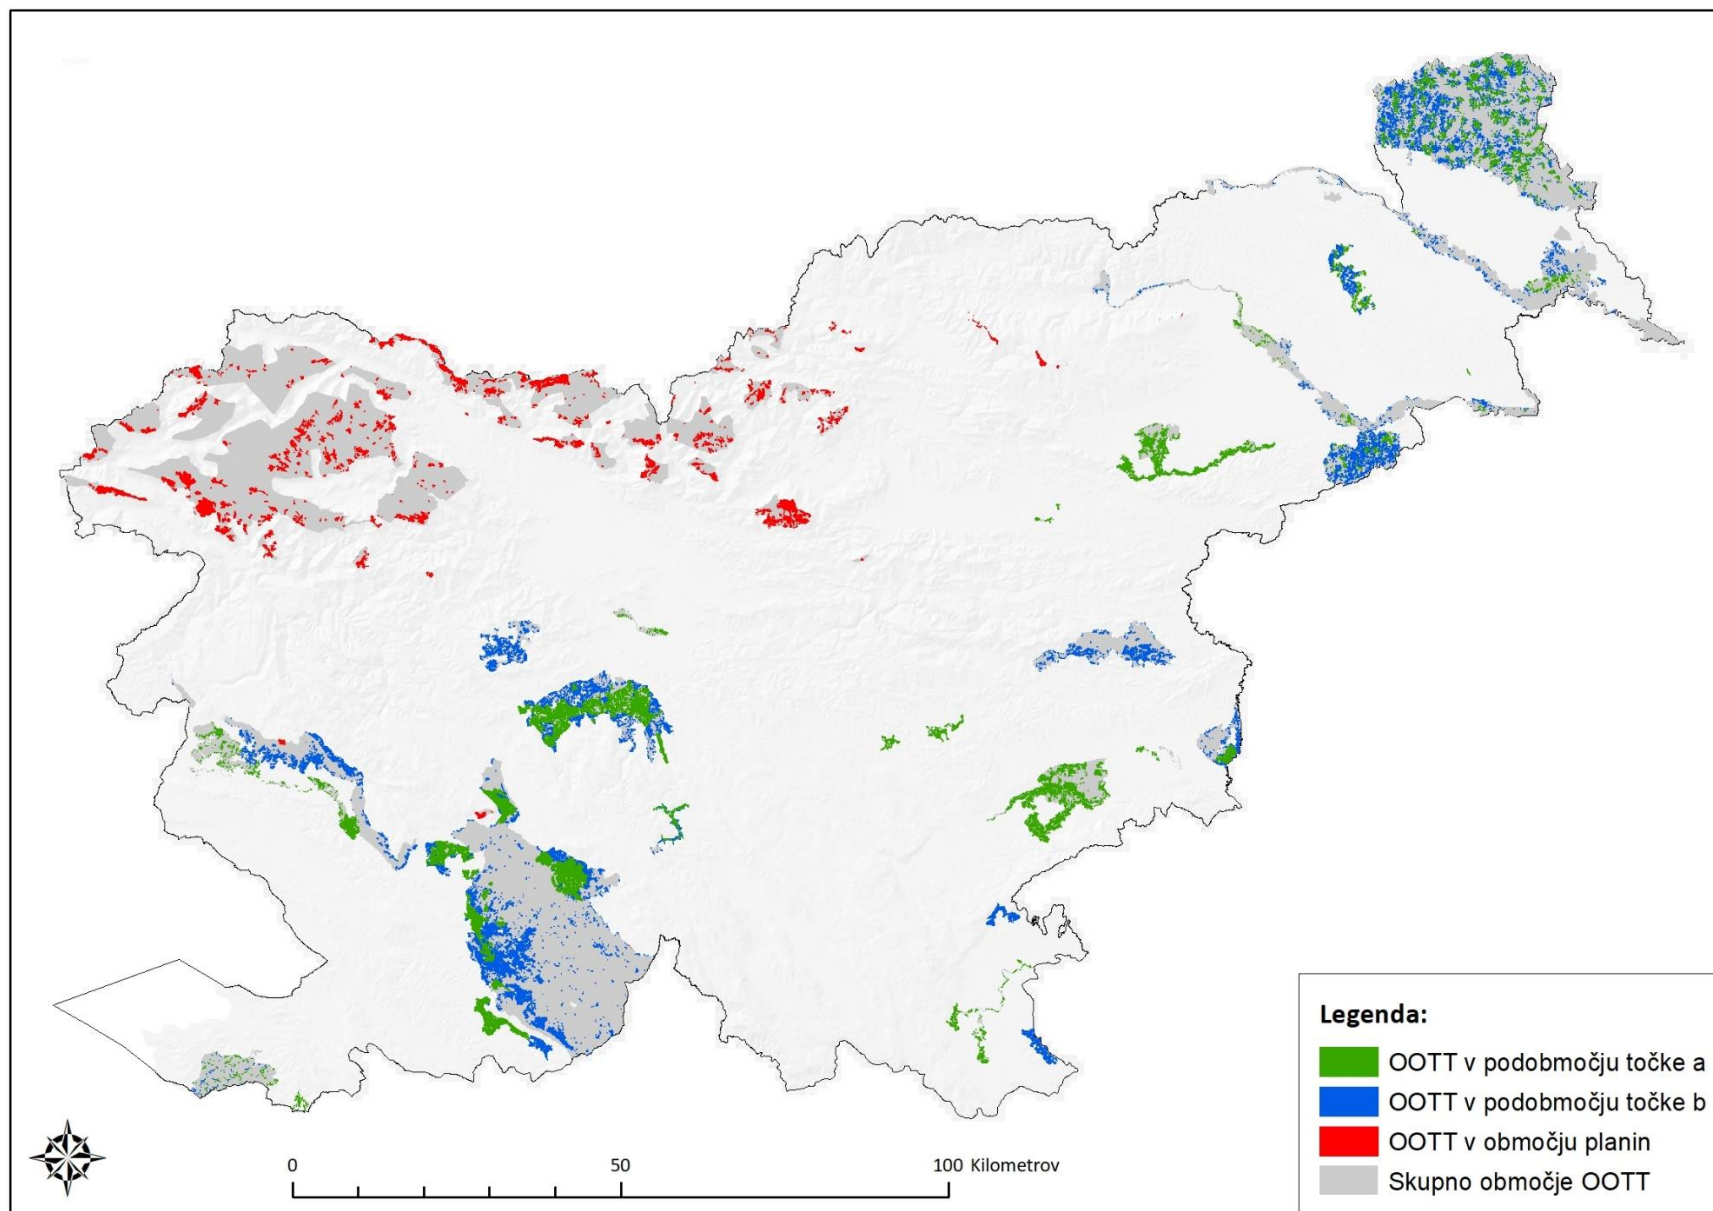 Legenda:
OOTT v podobmočju točke a
OOTT v podobmočju točke b
OOTT v območju planin
Skupno območje OOTT
0 50 100 Kilometrov